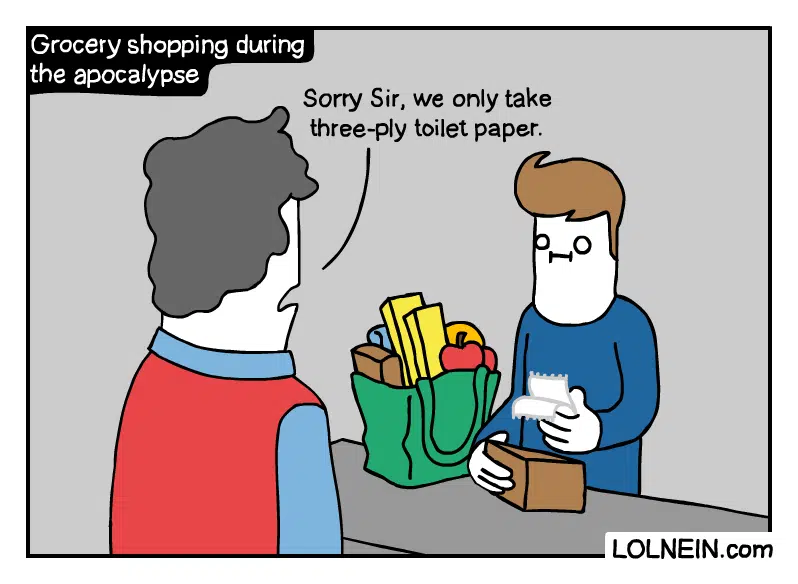 Grocery shopping during
the apocalypse
Sorry Sir, we only take
three-ply toilet paper.
LOLNEIN.com